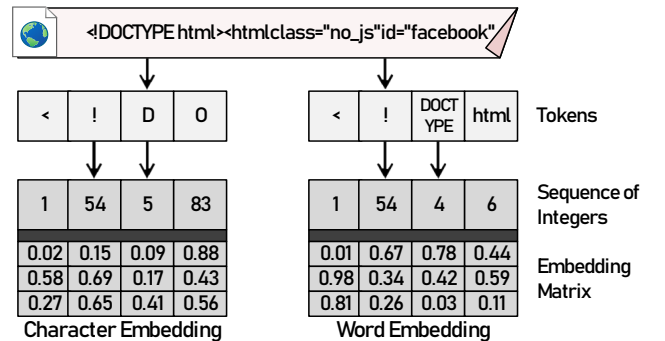 <!DOCTYPE html><htmlclass="no_js"id="facebook"
< ! D O
< ! DOCT YPE html
Tokens
1 54 5 83
1 54 4 6
Sequence of
Integers
0.02 0.15 0.09 0.88
0.58 0.69 0.17 0.43
0.27 0.65 0.41 0.56
0.01 0.67 0.78 0.44
0.98 0.34 0.42 0.59
0.81 0.26 0.03 0.11
Embedding
Matrix
Character Embedding
Word Embedding